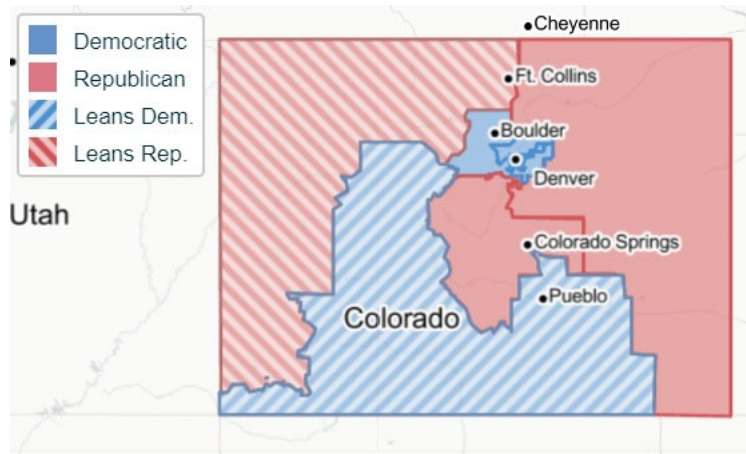 Democratic
Republican
Leans Dem.
Leans Rep.
Cheyenne
Ft. Collins
Boulder
Denver
Utah
Colorado Springs
Pueblo
Colorado